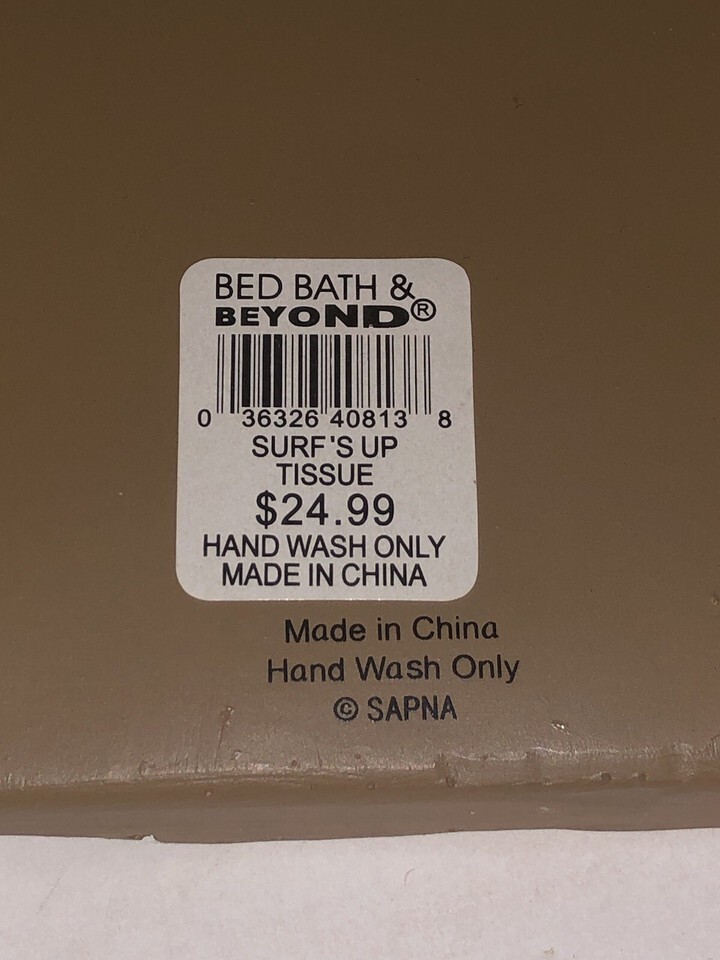 BED BATH &
BEYOND®
0 36326 40813 8
SURF'S UP
TISSUE
$24.99
HAND WASH ONLY
MADE IN CHINA
Made in China
Hand Wash Only
© SAPNA